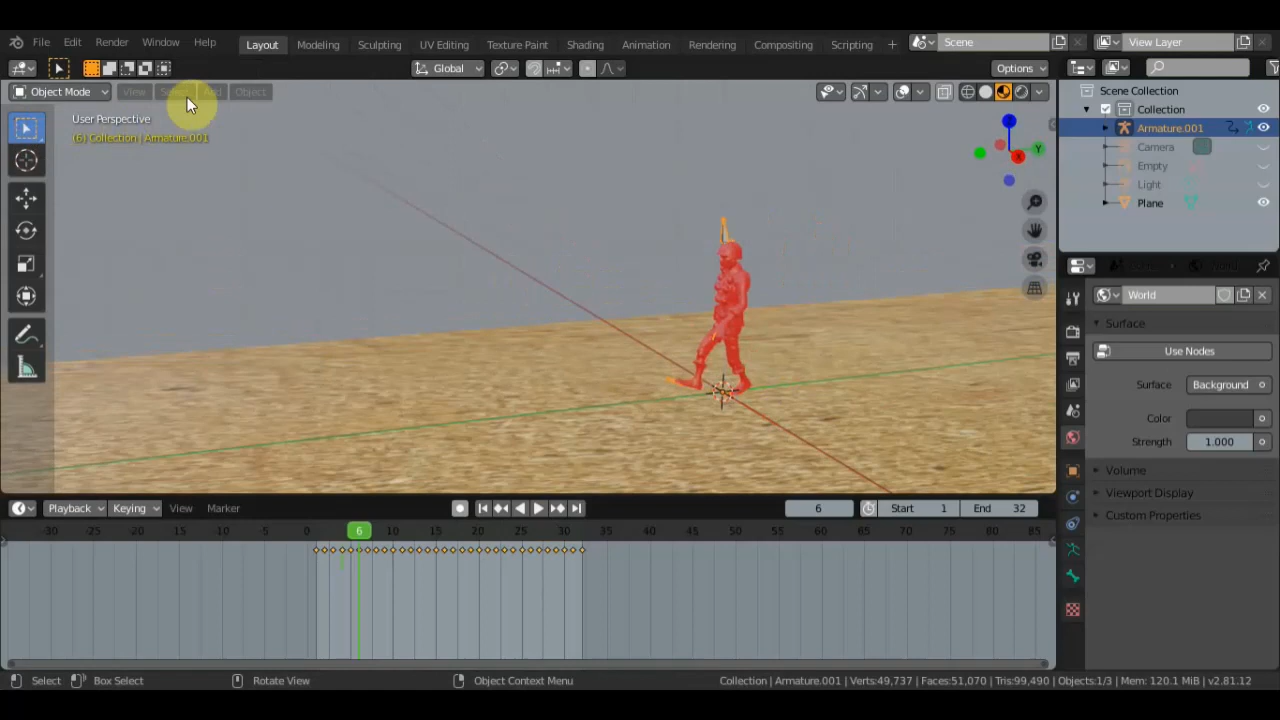 File Edit Render Window Help Layout Modeling Sculpting UV Editing Texture Paint Shading Animation Rendering Compositing Scripting + Scene View Layer
Global Options
Object Mode View Select Add Object
User Perspective
(6) Collection | Armature.001
Z
Y
X
Scene Collection
Collection
Armature.001
Camera
Empty
Light
Plane
World
Surface
Use Nodes
Surface Background
Color
Strength 1.000
Volume
Viewport Display
Custom Properties
Playback Keying View Marker 6 Start 1 End 32
-30 -25 -20 -15 -10 -5 0 6 10 15 20 25 30 35 40 45 50 55 60 65 70 75 80 85
Select Box Select Rotate View Object Context Menu Collection | Armature.001 | Verts:49,737 | Faces:51,070 | Tris:99,490 | Objects:1/3 | Mem: 120.1 MiB | v2.81.12